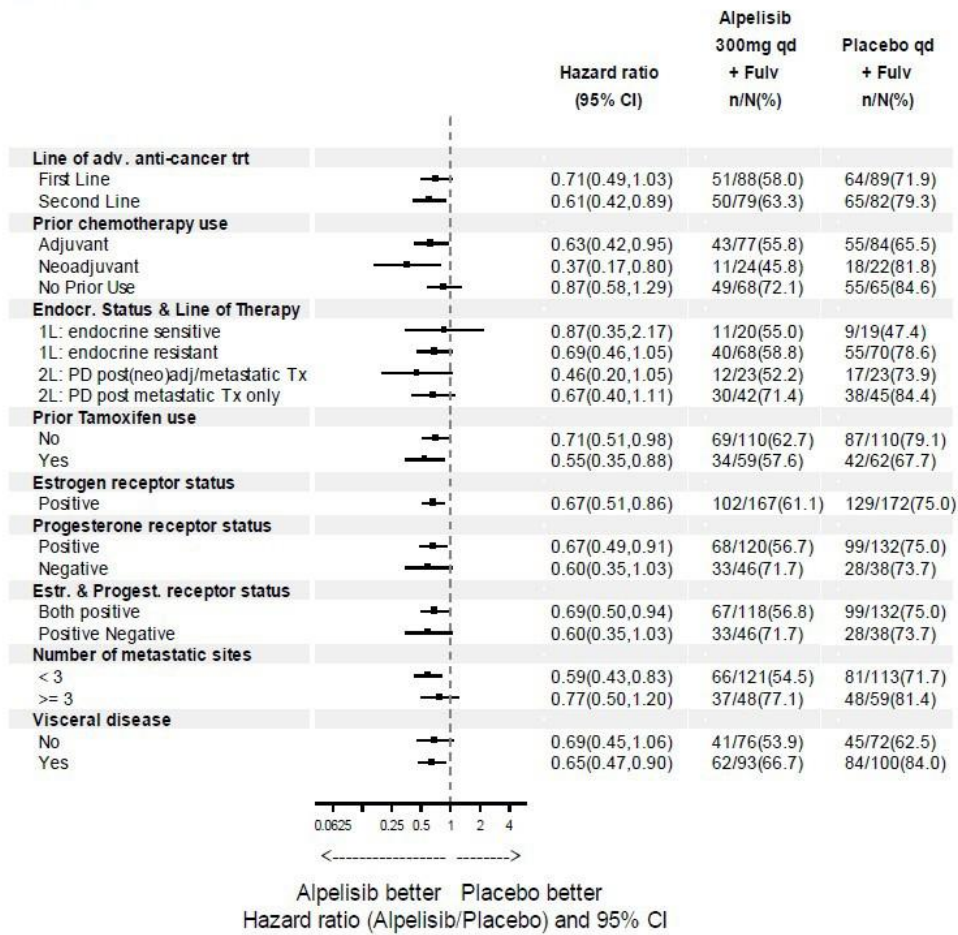 Alpelisib
300mg qd Placebo qd
Hazard ratio + Fulv + Fulv
(95% CI) n/N(%) n/N(%)
Line of adv. anti-cancer trt
First Line 0.71(0.49,1.03) 51/88(58.0) 64/89(71.9)
Second Line 0.61(0.42,0.89) 50/79(63.3) 65/82(79.3)
Prior chemotherapy use
Adjuvant 0.63(0.42,0.95) 43/77(55.8) 55/84(65.5)
Neoadjuvant 0.37(0.17,0.80) 11/24(45.8) 18/22(81.8)
No Prior Use 0.87(0.58,1.29) 49/68(72.1) 55/65(84.6)
Endocr. Status & Line of Therapy
1L: endocrine sensitive 0.87(0.35,2.17) 11/20(55.0) 9/19(47.4)
1L: endocrine resistant 0.69(0.46,1.05) 40/68(58.8) 55/70(78.6)
2L: PD post(neo)adj/metastatic Tx 0.46(0.20,1.05) 12/23(52.2) 17/23(73.9)
2L: PD post metastatic Tx only 0.67(0.40,1.11) 30/42(71.4) 38/45(84.4)
Prior Tamoxifen use
No 0.71(0.51,0.98) 69/110(62.7) 87/110(79.1)
Yes 0.55(0.35,0.88) 34/59(57.6) 42/62(67.7)
Estrogen receptor status
Positive 0.67(0.51,0.86) 102/167(61.1) 129/172(75.0)
Progesterone receptor status
Positive 0.67(0.49,0.91) 68/120(56.7) 99/132(75.0)
Negative 0.60(0.35,1.03) 33/46(71.7) 28/38(73.7)
Estr. & Progest. receptor status
Both positive 0.69(0.50,0.94) 67/118(56.8) 99/132(75.0)
Positive Negative 0.60(0.35,1.03) 33/46(71.7) 28/38(73.7)
Number of metastatic sites
< 3 0.59(0.43,0.83) 66/121(54.5) 81/113(71.7)
>= 3 0.77(0.50,1.20) 37/48(77.1) 48/59(81.4)
Visceral disease
No 0.69(0.45,1.06) 41/76(53.9) 45/72(62.5)
Yes 0.65(0.47,0.90) 62/93(66.7) 84/100(84.0)
0.0625 0.25 0.5 1 2 4
<---------------------- -------->
Alpelisib better Placebo better
Hazard ratio (Alpelisib/Placebo) and 95% CI